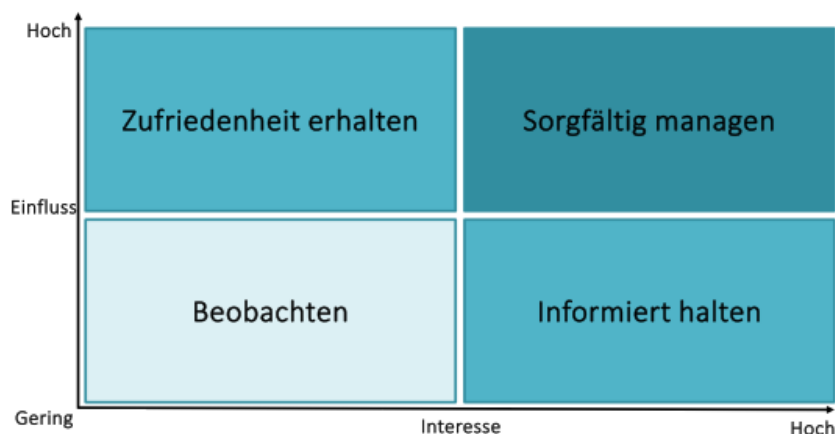 Hoch
Zufriedenheit erhalten
Sorgfältig managen
Einfluss
Beobachten
Informiert halten
Gering
Interesse
Hoch